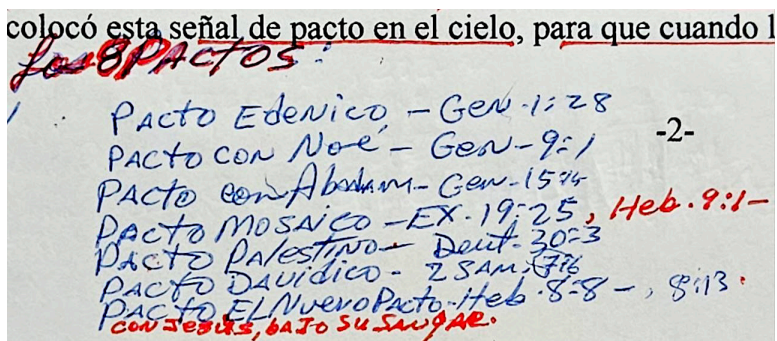 colocó esta señal de pacto en el cielo, para que cuando l
Los 8 PActOS:
PActo EdeNico - Gen. 1:28
-2-
PACto CON Noé - GeN - 9:1
PActo con Abraham - Gen - 15:
PActo MOSAico - EX. 19:25, Heb. 9:1-
PActo PAlestiNo - Deut. 30:3
PACto DAvidico - 2 SAM. 7:16
PACto EL NuevoPacto - Heb. 8:8 -, 8:13.
CON JESUS, bAJO SU SANgRe.